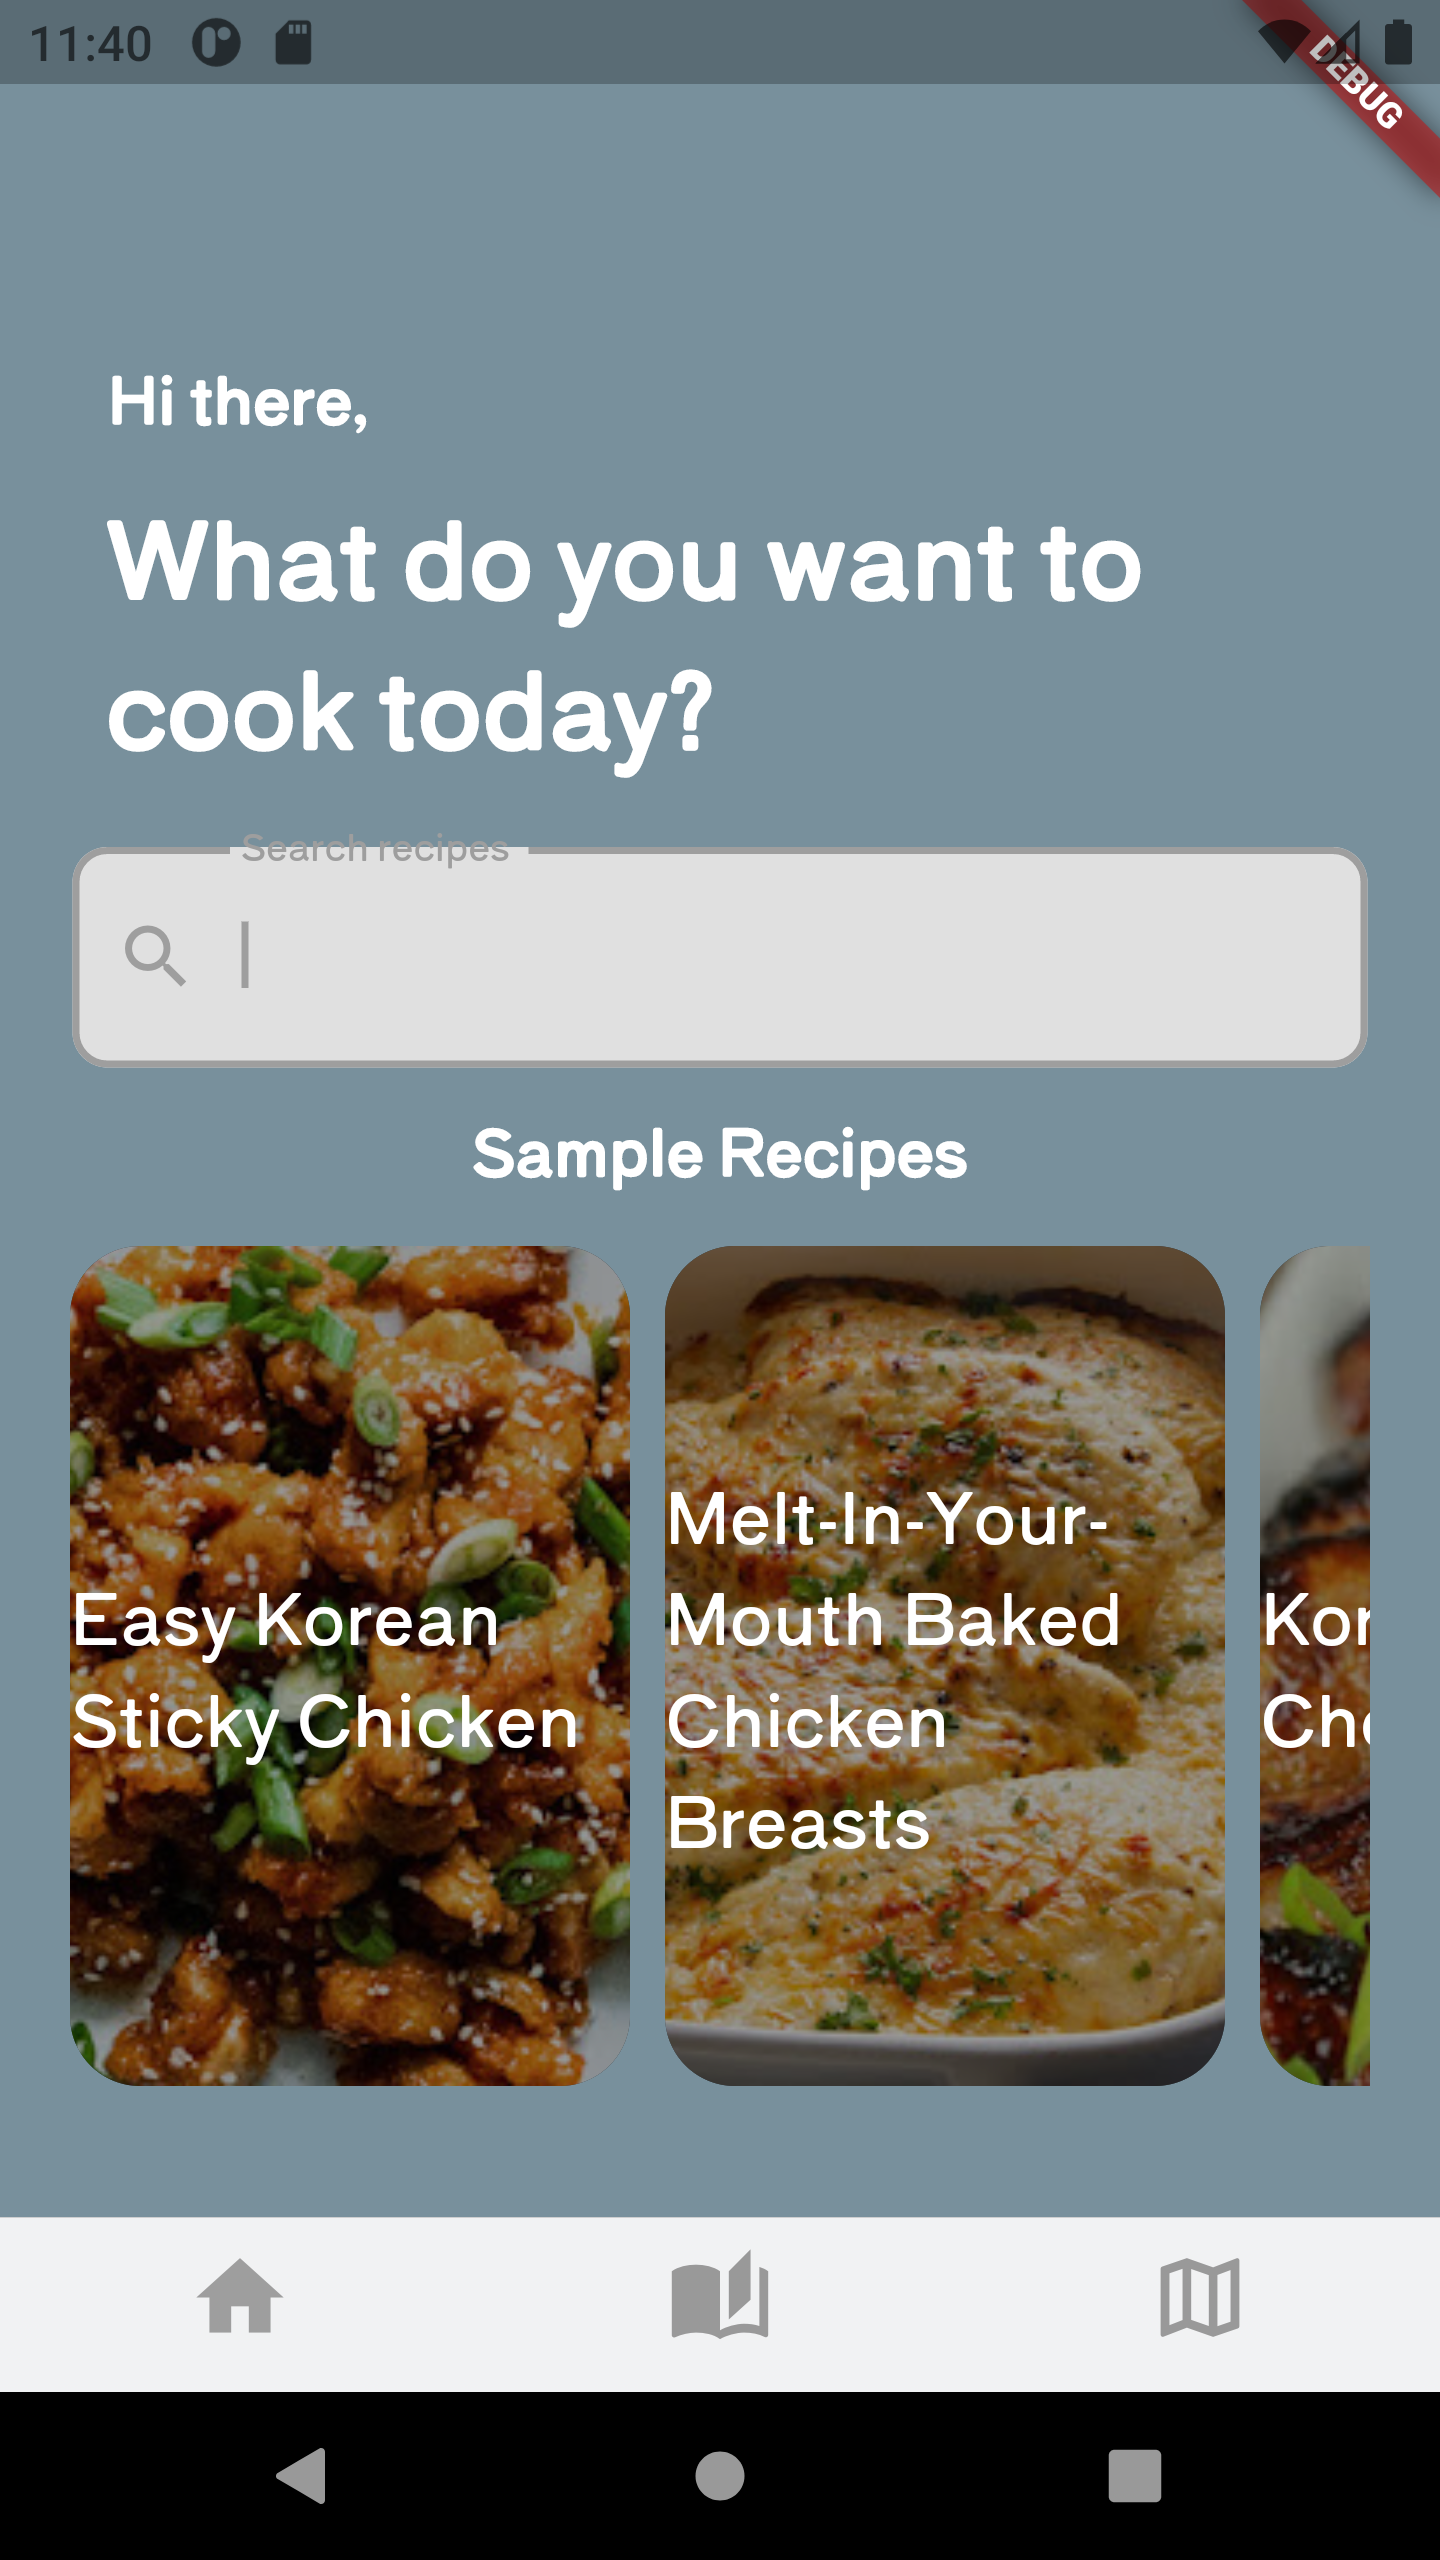 11:40
DEBUG
Hi there,
What do you want to
cook today?
Search recipes
Sample Recipes
Easy Korean
Sticky Chicken
Melt-In-Your-
Mouth Baked
Chicken
Breasts
Kor
Ch